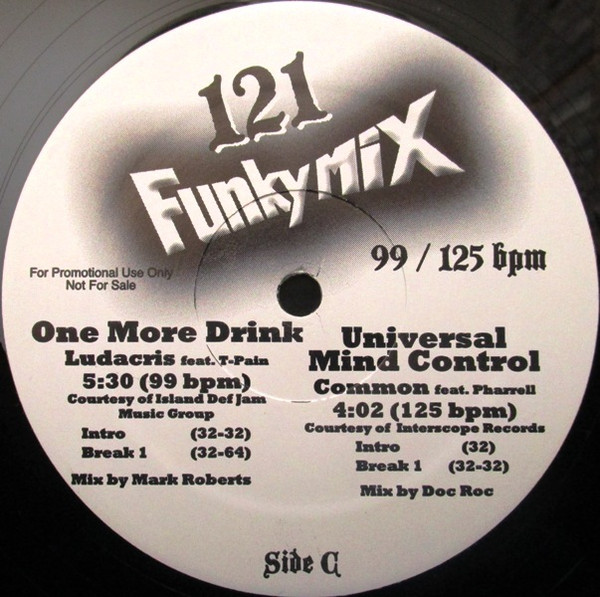 121
FunkymiX
99 / 125 bpm
For Promotional Use Only
Not For Sale
One More Drink
Ludacris feat. T-Pain
5:30 (99 bpm)
Courtesy of Island Def Jam
Music Group
Intro (32-32)
Break 1 (32-64)
Mix by Mark Roberts
Universal
Mind Control
Common feat. Pharrell
4:02 (125 bpm)
Courtesy of Interscope Records
Intro (32)
Break 1 (32-32)
Mix by Doc Roc
Side C